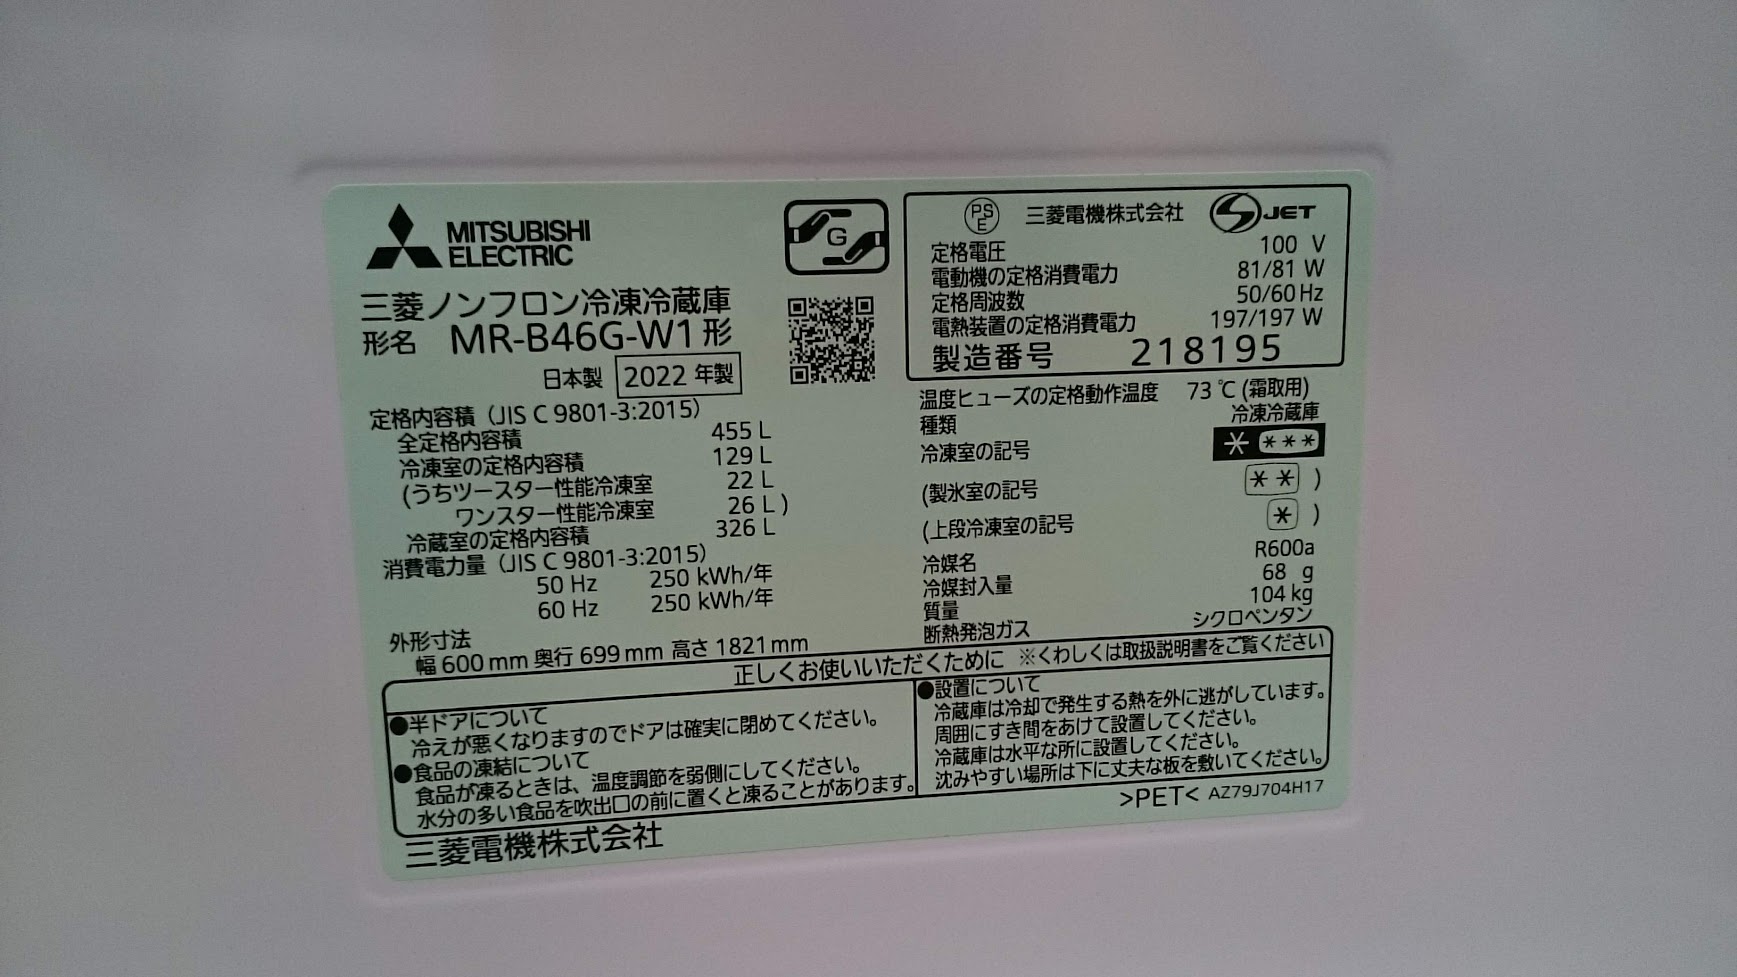 MITSUBISHI
ELECTRIC
G
三菱ノンフロン冷凍冷蔵庫
形名 MR-B46G-W1形
日本製 2022年製
定格内容積（JIS C 9801-3:2015）
全定格内容積 455 L
冷凍室の定格内容積 129 L
(うちツースター性能冷凍室 22 L
ワンスター性能冷凍室 26 L )
冷蔵室の定格内容積 326 L
消費電力量（JIS C 9801-3:2015）
50 Hz 250 kWh/年
60 Hz 250 kWh/年
外形寸法
幅 600 mm 奥行 699 mm 高さ 1821 mm
PSE 三菱電機株式会社 S JET
定格電圧 100 V
電動機の定格消費電力 81/81 W
定格周波数 50/60 Hz
電熱装置の定格消費電力 197/197 W
製造番号 218195
温度ヒューズの定格動作温度 73 ℃ (霜取用)
種類 冷凍冷蔵庫
冷凍室の記号 * ***
(製氷室の記号 ** )
(上段冷凍室の記号 * )
冷媒名 R600a
冷媒封入量 68 g
質量 104 kg
断熱発泡ガス シクロペンタン
正しくお使いいただくために ※くわしくは取扱説明書をご覧ください
●半ドアについて
冷えが悪くなりますのでドアは確実に閉めてください。
●食品の凍結について
食品が凍るときは、温度調節を弱側にしてください。
水分の多い食品を吹出口の前に置くと凍ることがあります。
●設置について
冷蔵庫は冷却で発生する熱を外に逃がしています。
周囲にすき間をあけて設置してください。
冷蔵庫は水平な所に設置してください。
沈みやすい場所は下に丈夫な板を敷いてください。
三菱電機株式会社
>PET< AZ79J704H17